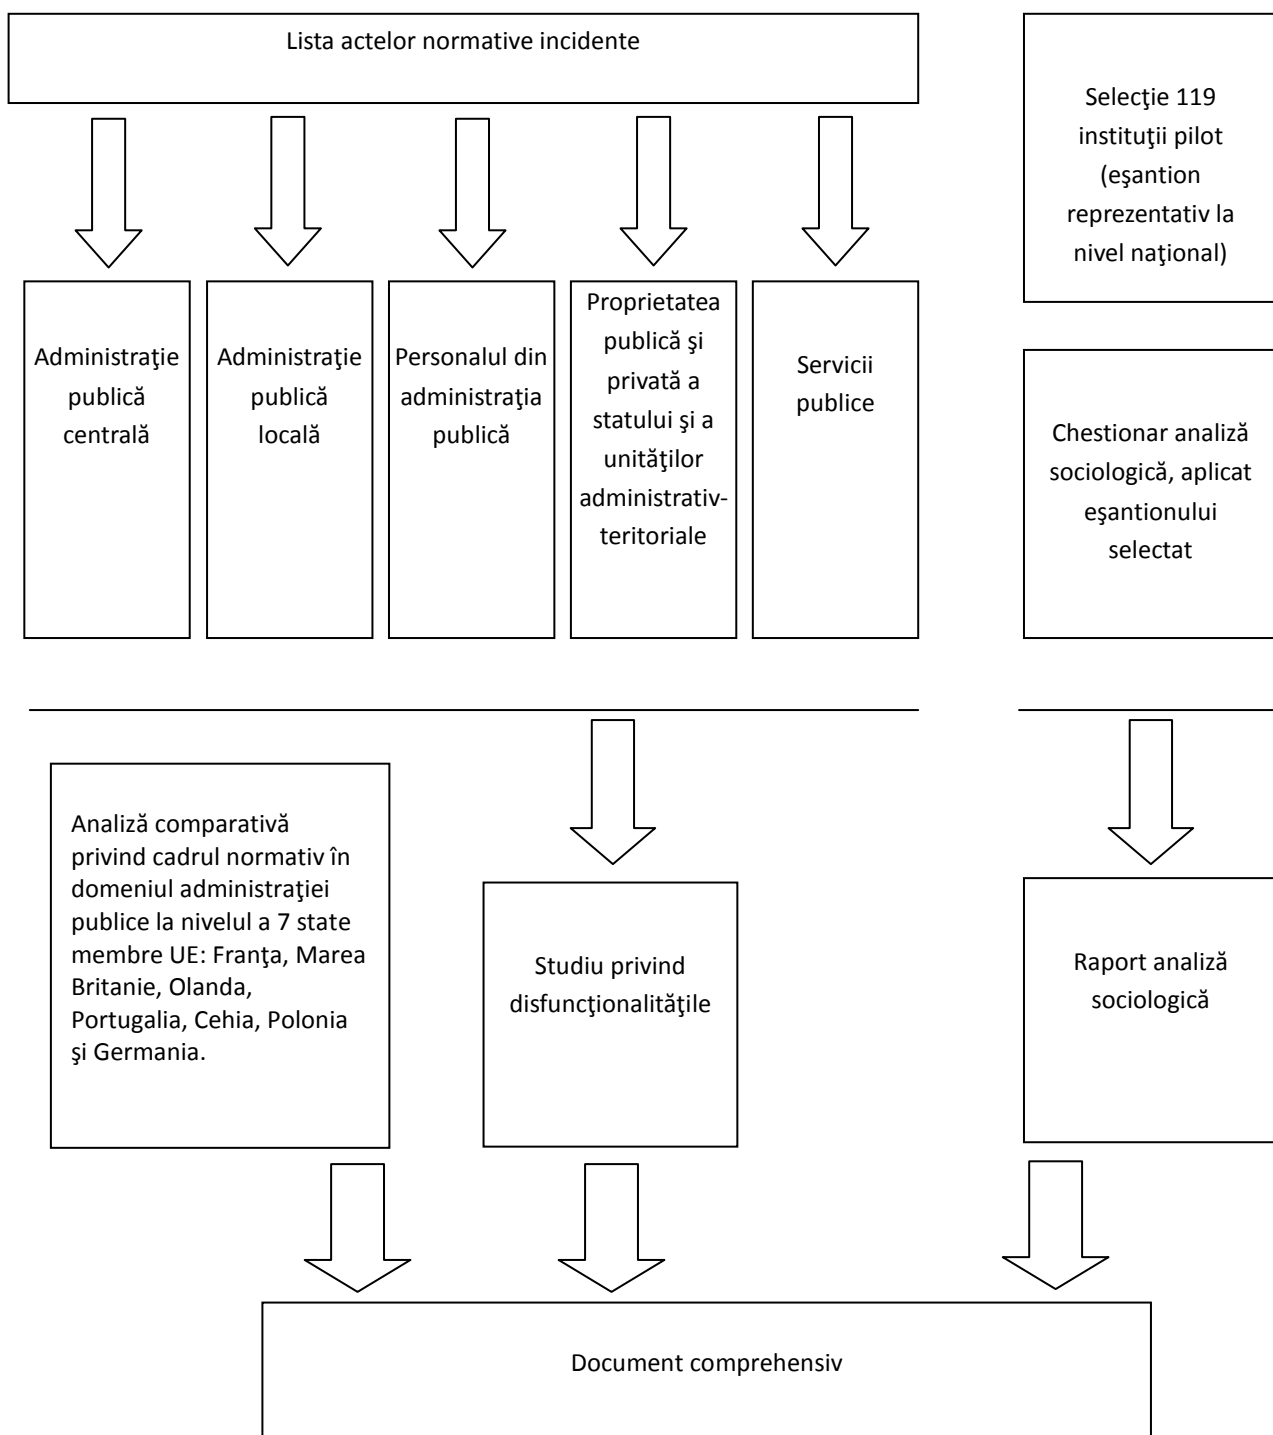 Lista actelor normative incidente
Selecţie 119
instituţii pilot
(eşantion
reprezentativ la
nivel naţional)
Administraţie
publică
centrală
Administraţie
publică
locală
Personalul din
administraţia
publică
Proprietatea
publică şi
privată a
statului şi a
unităţilor
administrativ-
teritoriale
Servicii
publice
Chestionar analiză
sociologică, aplicat
eşantionului
selectat
Analiză comparativă
privind cadrul normativ în
domeniul administraţiei
publice la nivelul a 7 state
membre UE: Franţa, Marea
Britanie, Olanda,
Portugalia, Cehia, Polonia
şi Germania.
Studiu privind
disfuncţionalităţile
Raport analiză
sociologică
Document comprehensiv